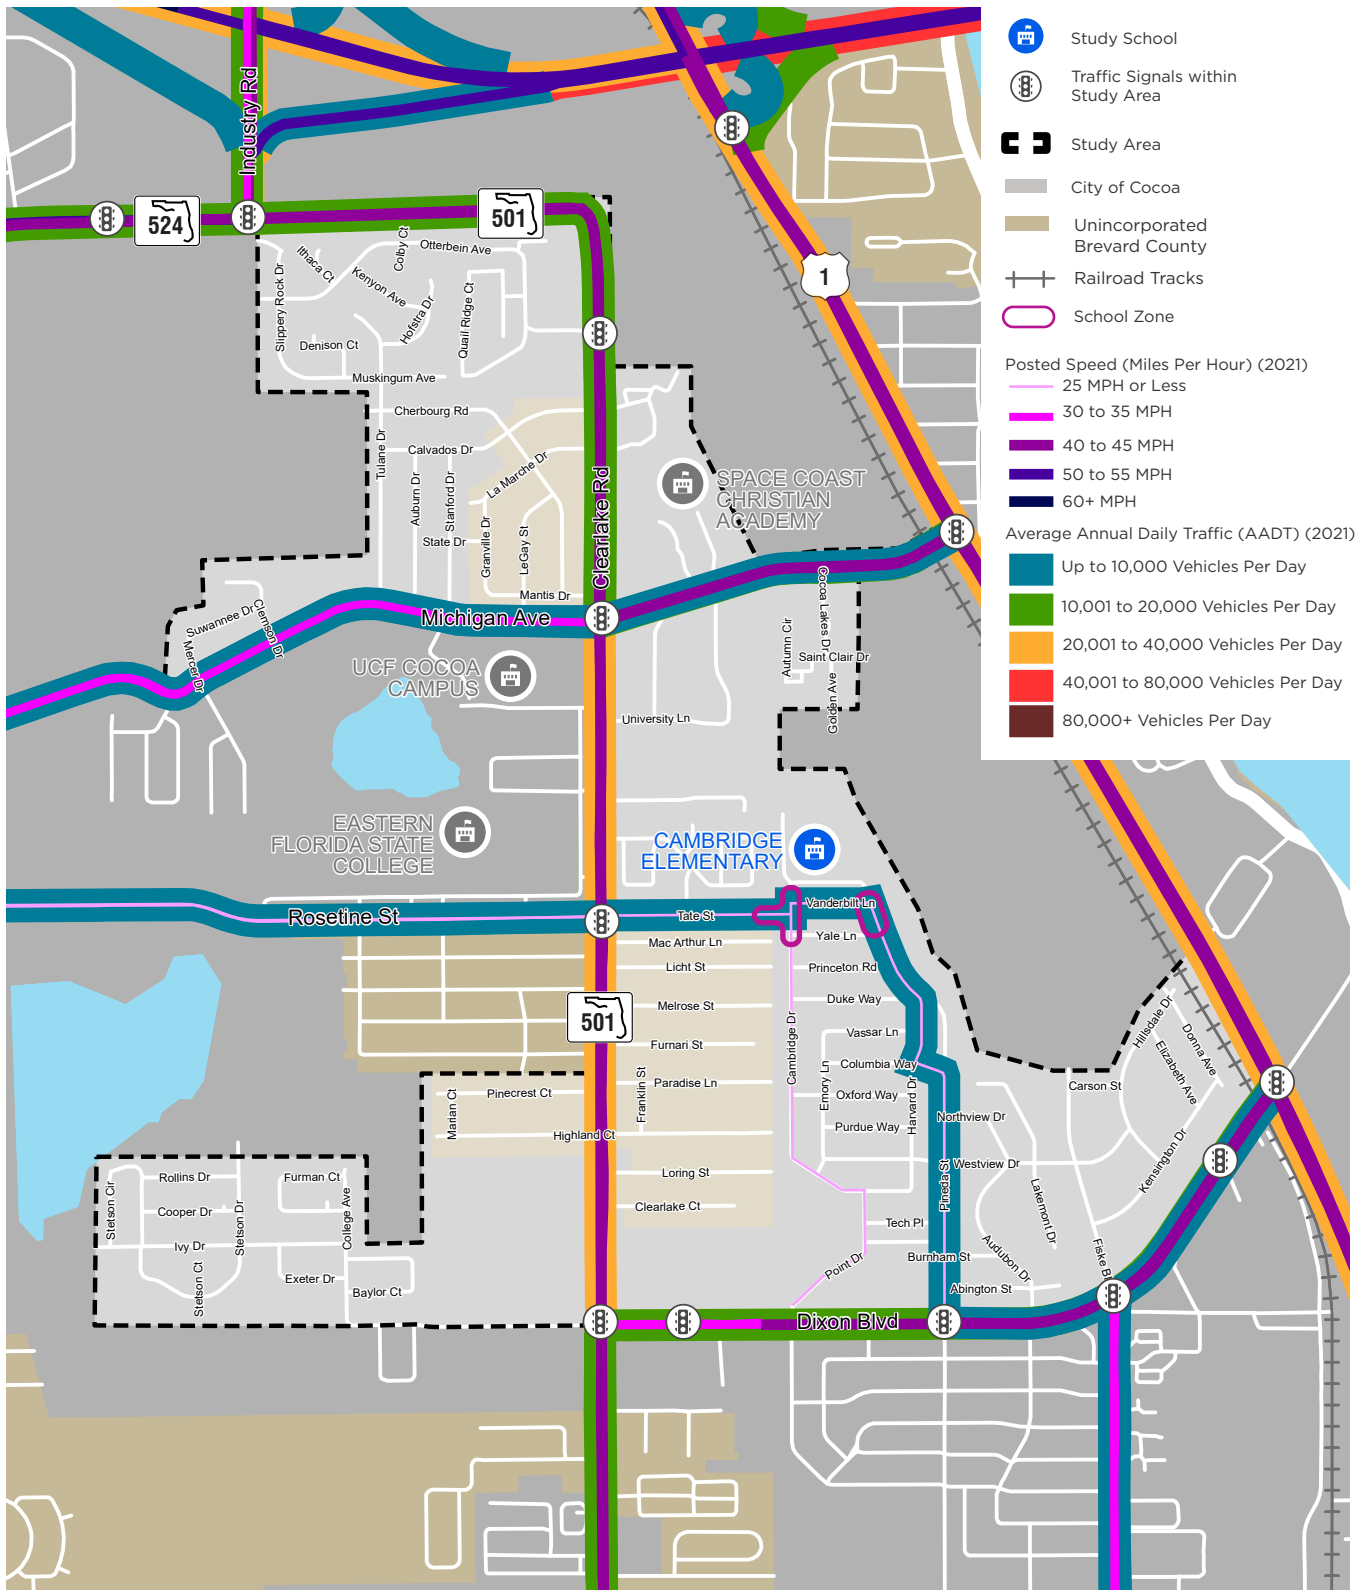 Study School
Traffic Signals within
Study Area
Study Area
City of Cocoa
Unincorporated
Brevard County
Railroad Tracks
School Zone
Posted Speed (Miles Per Hour) (2021)
25 MPH or Less
30 to 35 MPH
40 to 45 MPH
50 to 55 MPH
60+ MPH
Average Annual Daily Traffic (AADT) (2021)
Up to 10,000 Vehicles Per Day
10,001 to 20,000 Vehicles Per Day
20,001 to 40,000 Vehicles Per Day
40,001 to 80,000 Vehicles Per Day
80,000+ Vehicles Per Day
Industry Rd
524
501
1
Colby Ct
Otterbein Ave
Ithaca Ct
Kenyon Ave
Slippery Rock Dr
Hofstra Dr
Quail Ridge Ct
Denison Ct
Muskingum Ave
Cherbourg Rd
Tulane Dr
Calvados Dr
La Marche Dr
Auburn Dr
Stanford Dr
Clearlake Rd
SPACE COAST
CHRISTIAN
ACADEMY
State Dr
Granville Dr
LeGay St
Mantis Dr
Michigan Ave
Suwannee Dr
Clemson Dr
Mercer Dr
Cocoa Lakes Dr
Autumn Cir
Saint Clair Dr
Golden Ave
UCF COCOA
CAMPUS
University Ln
EASTERN
FLORIDA STATE
COLLEGE
CAMBRIDGE
ELEMENTARY
Rosetine St
Tate St
Vanderbilt Ln
Mac Arthur Ln
Yale Ln
Licht St
Princeton Rd
Melrose St
Duke Way
501
Furnari St
Vassar Ln
Cambridge Dr
Columbia Way
Emory Ln
Paradise Ln
Franklin St
Oxford Way
Harvard Dr
Purdue Way
Hillsdale Dr
Donna Ave
Elizabeth Ave
Carson St
Northview Dr
Kensington Dr
Marian Ct
Pinecrest Ct
Highland Ct
Westview Dr
Pineda St
Loring St
Clearlake Ct
Lakemont Dr
Tech Pl
Burnham St
Audubon Dr
Abington St
Point Dr
Fiske B
Stetson Cir
Rollins Dr
Furman Ct
Cooper Dr
Stetson Dr
College Ave
Ivy Dr
Stetson Ct
Exeter Dr
Baylor Ct
Dixon Blvd